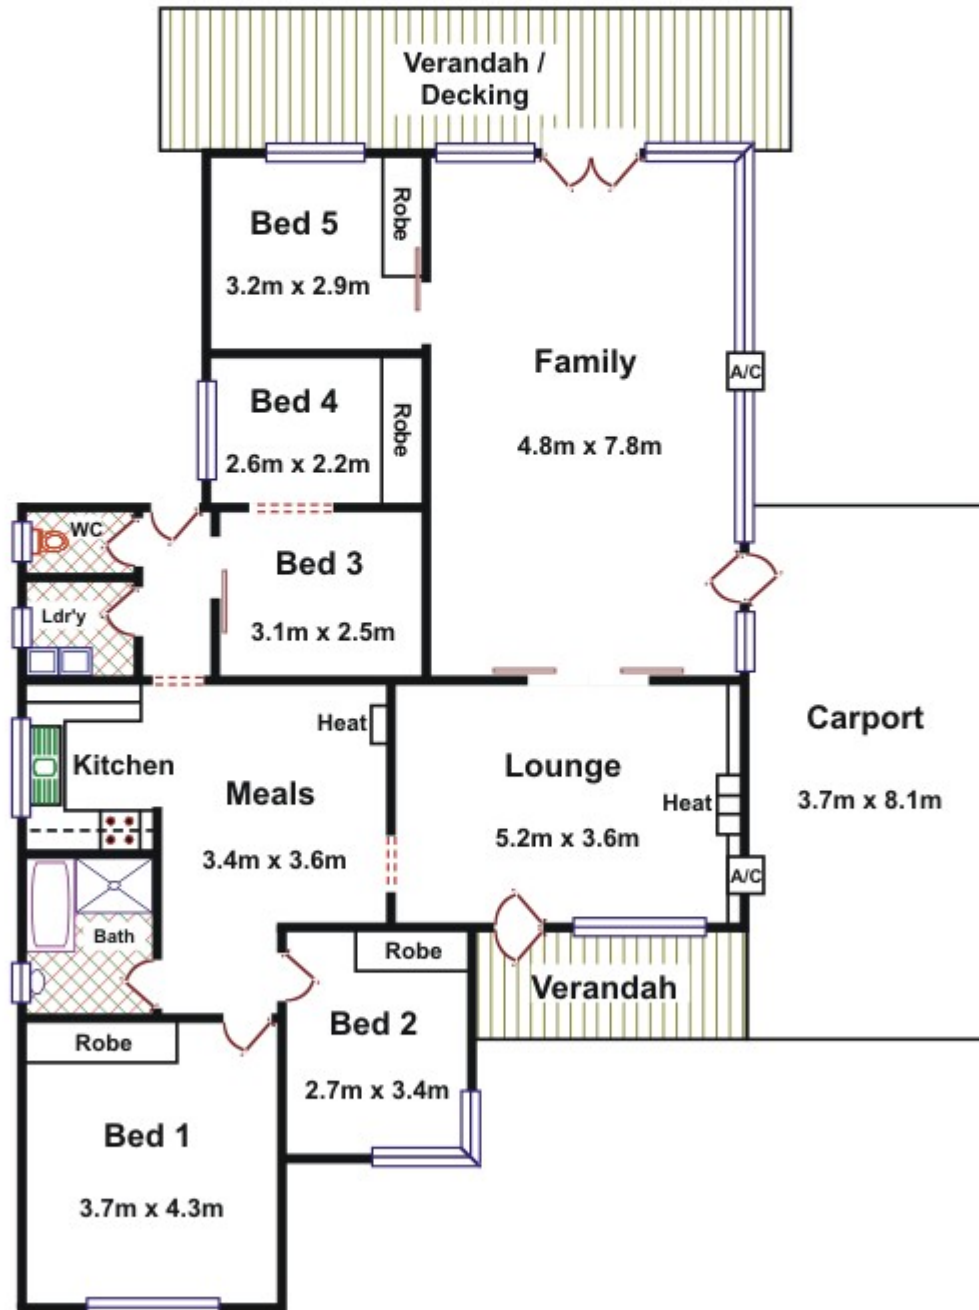 Verandah /
Decking
Bed 5
Robe
3.2m x 2.9m
Family
4.8m x 7.8m
A/C
Bed 4
Robe
2.6m x 2.2m
WC
Bed 3
3.1m x 2.5m
Ldr'y
Kitchen
Heat
Meals
3.4m x 3.6m
Lounge
5.2m x 3.6m
Heat
A/C
Carport
3.7m x 8.1m
Bath
Robe
Verandah
Bed 2
2.7m x 3.4m
Robe
Bed 1
3.7m x 4.3m